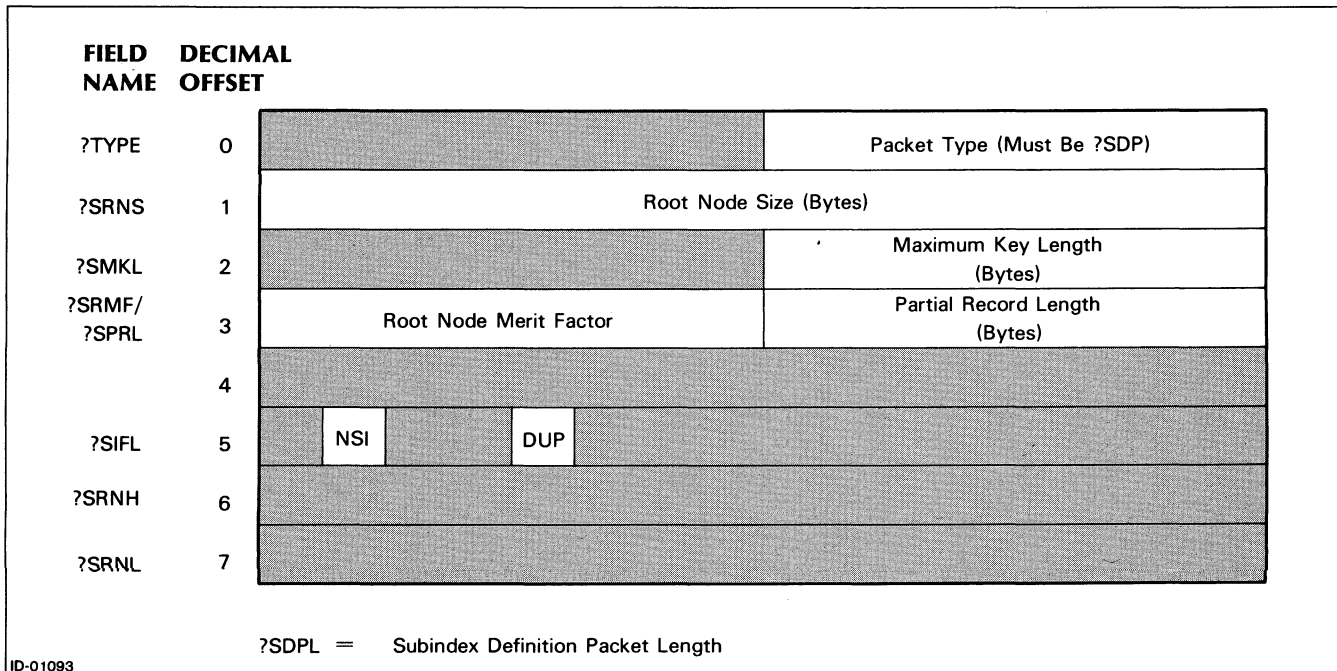 FIELD DECIMAL
NAME OFFSET
?TYPE 0 Packet Type (Must Be ?SDP)
?SRNS 1 Root Node Size (Bytes)
?SMKL 2 Maximum Key Length
(Bytes)
?SRMF/
?SPRL 3 Root Node Merit Factor Partial Record Length
(Bytes)
4
?SIFL 5 NSI DUP
?SRNH 6
?SRNL 7
?SDPL = Subindex Definition Packet Length
ID-01093